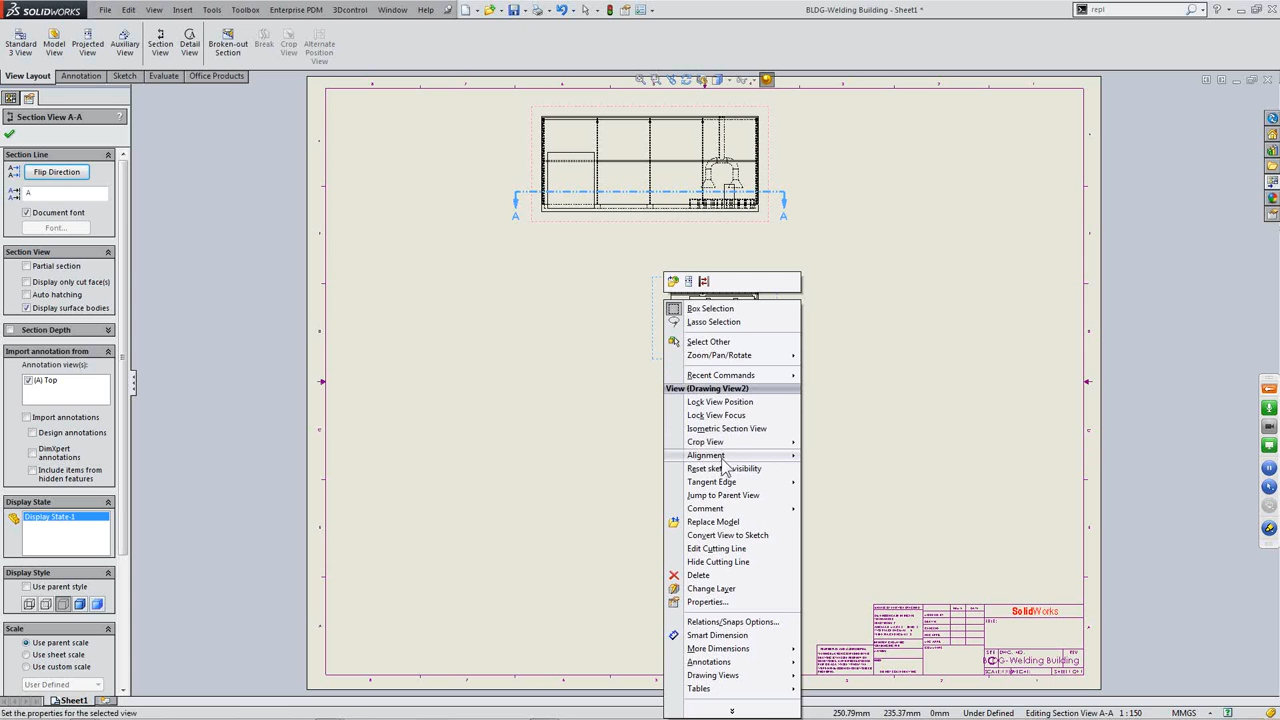 SOLIDWORKS File Edit View Insert Tools Toolbox Enterprise PDM 3Dcontrol Window Help BLDG-Welding Building - Sheet1 * repl
Standard 3 View
Model View
Projected View
Auxiliary View
Section View
Detail View
Broken-out Section
Break
Crop View
Alternate Position View
View Layout Annotation Sketch Evaluate Office Products
Section View A-A ?
Section Line
Flip Direction
A
Document font
Font...
Section View
Partial section
Display only cut face(s)
Auto hatching
Display surface bodies
Section Depth
Import annotation from
Annotation view(s)
(A) Top
Import annotations
Design annotations
DimXpert annotations
Include items from hidden features
Display State
Display State-1
Display Style
Use parent style
Scale
Use parent scale
Use sheet scale
Use custom scale
User Defined
A A
Box Selection
Lasso Selection
Select Other
Zoom/Pan/Rotate
Recent Commands
View (Drawing View2)
Lock View Position
Lock View Focus
Isometric Section View
Crop View
Alignment
Reset sketch visibility
Tangent Edge
Jump to Parent View
Comment
Replace Model
Convert View to Sketch
Edit Cutting Line
Hide Cutting Line
Delete
Change Layer
Properties...
Relations/Snaps Options...
Smart Dimension
More Dimensions
Annotations
Drawing Views
Tables
SolidWorks
TITLE:
SIZE DWG. NO. REV
BLDG-Welding Building
Sheet1
Set the properties for the selected view 250.79mm 235.37mm 0mm Under Defined Editing Section View A-A 1 : 150 MMGS